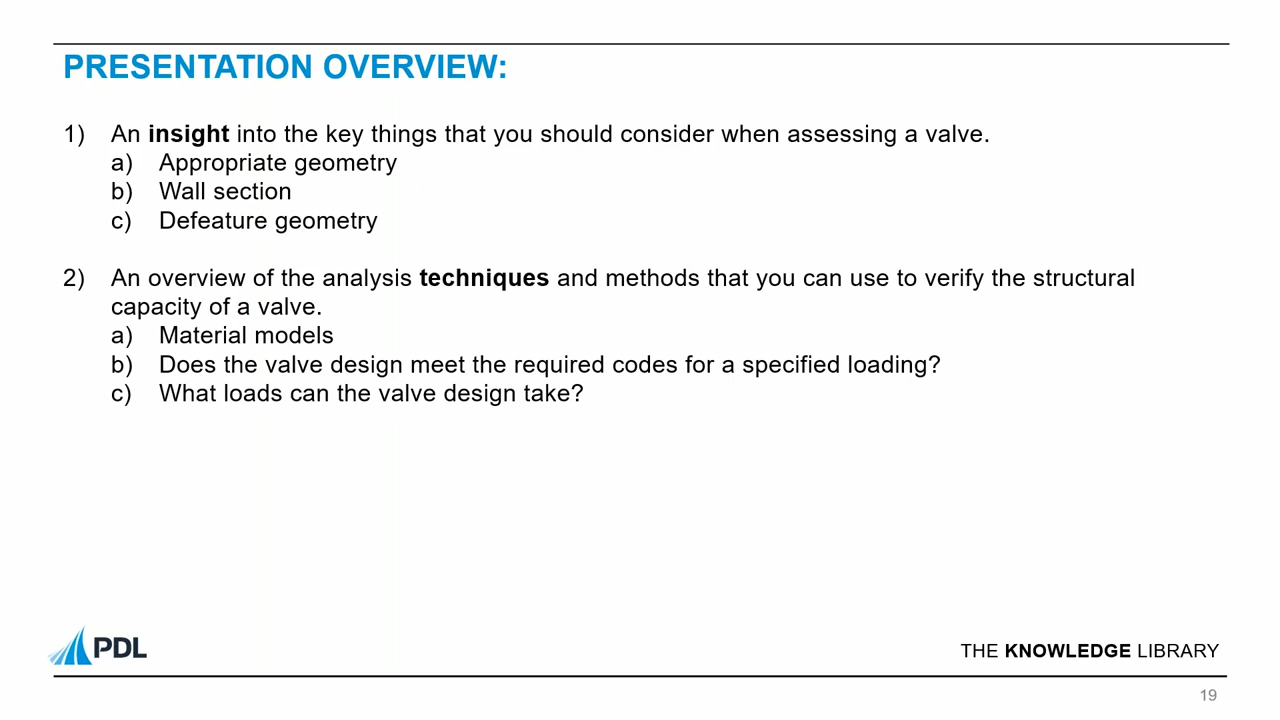 PRESENTATION OVERVIEW:
1) An insight into the key things that you should consider when assessing a valve.
a) Appropriate geometry
b) Wall section
c) Defeature geometry
2) An overview of the analysis techniques and methods that you can use to verify the structural
capacity of a valve.
a) Material models
b) Does the valve design meet the required codes for a specified loading?
c) What loads can the valve design take?
PDL
THE KNOWLEDGE LIBRARY
19